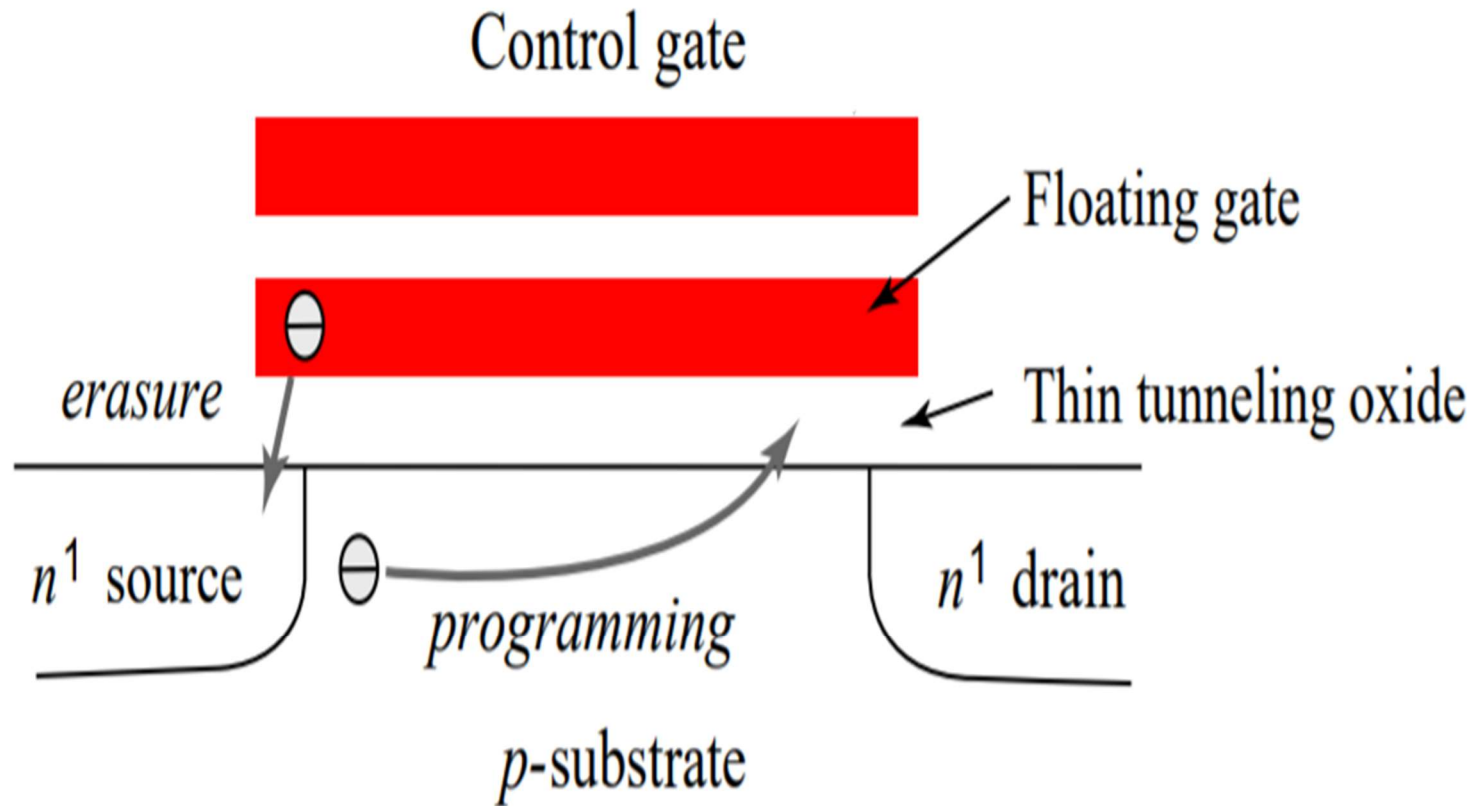 Control gate
Floating gate
erasure
Thin tunneling oxide
n¹ source
programming
n¹ drain
p-substrate